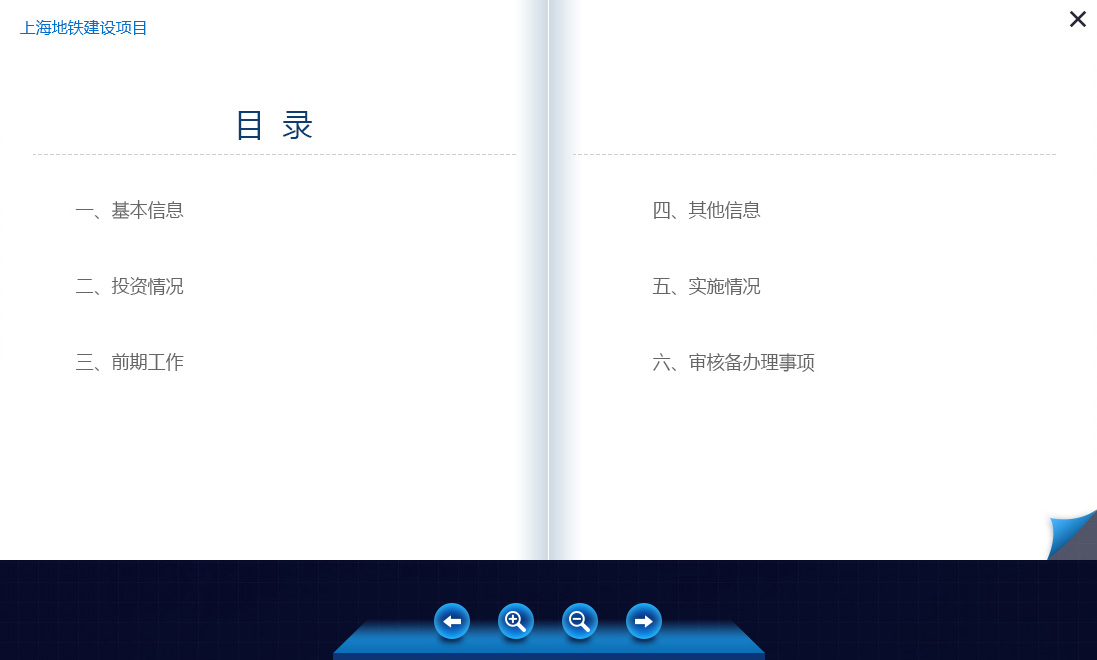 上海地铁建设项目
目 录
一、基本信息
二、投资情况
三、前期工作
四、其他信息
五、实施情况
六、审核备办理事项